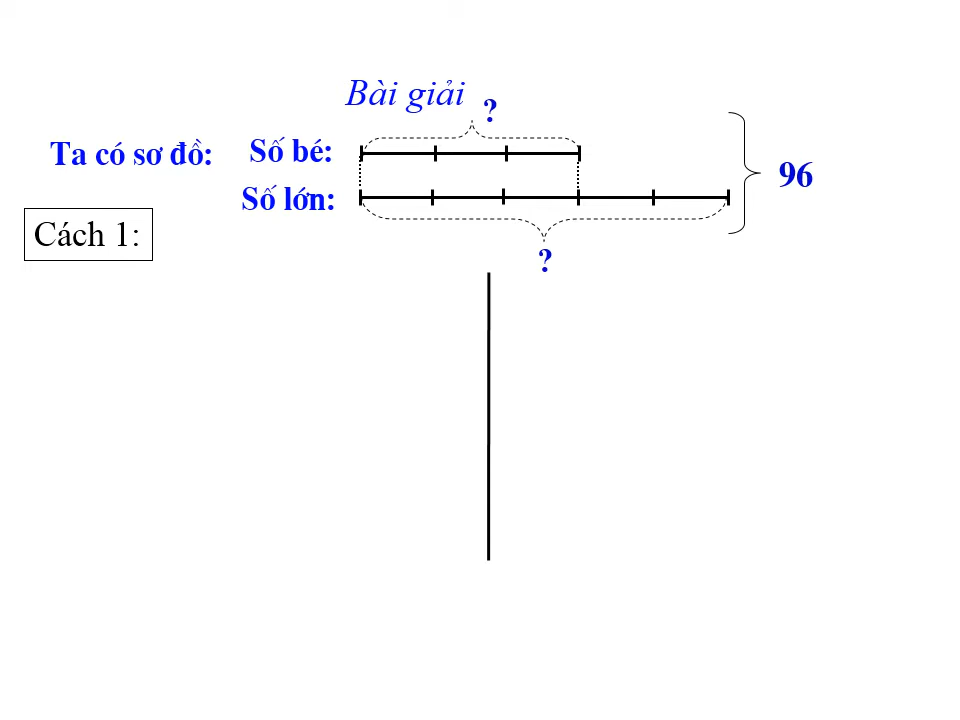 Bài giải
?
Ta có sơ đồ:
Số bé:
96
Số lớn:
Cách 1:
?